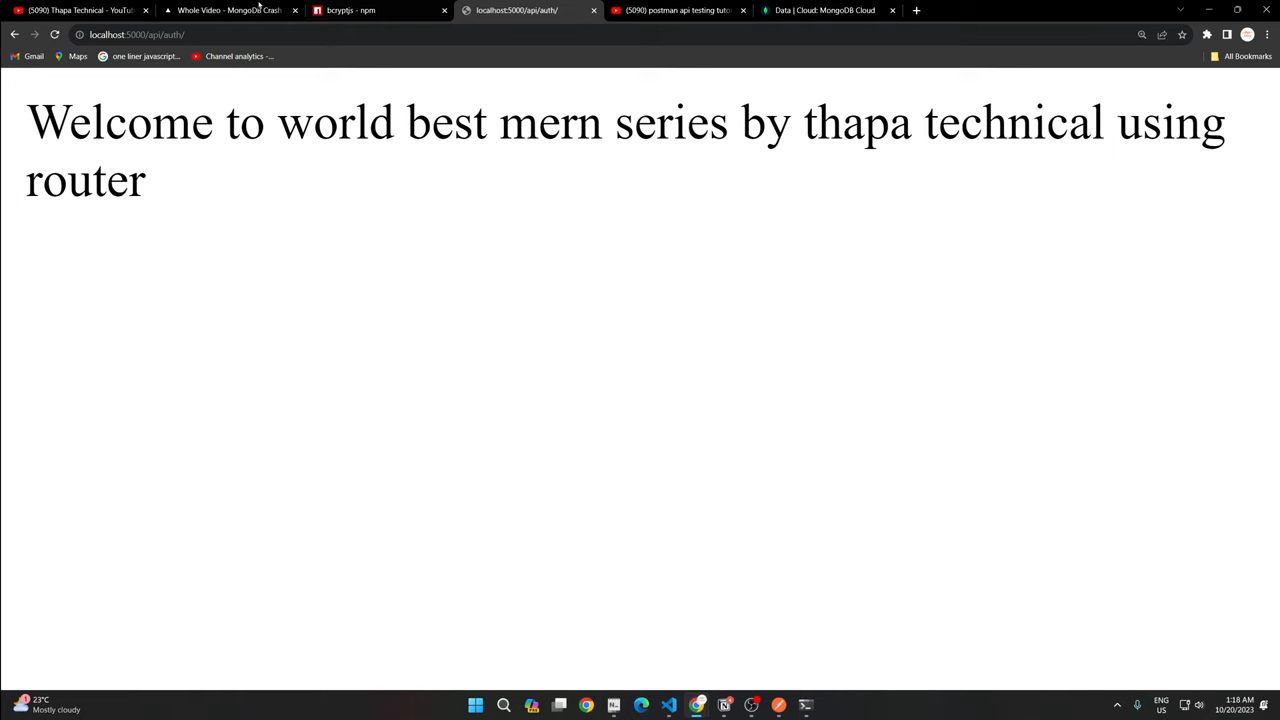 (5090) Thapa Technical - YouTub
Whole Video - MongoDB Crash
bcryptjs - npm
localhost:5000/api/auth/
(5090) postman api testing tuto
Data | Cloud: MongoDB Cloud
localhost:5000/api/auth/
Gmail
Maps
one liner javascript...
Channel analytics -...
All Bookmarks
Welcome to world best mern series by thapa technical using
router
23°C
Mostly cloudy
ENG
US
1:18 AM
10/20/2023